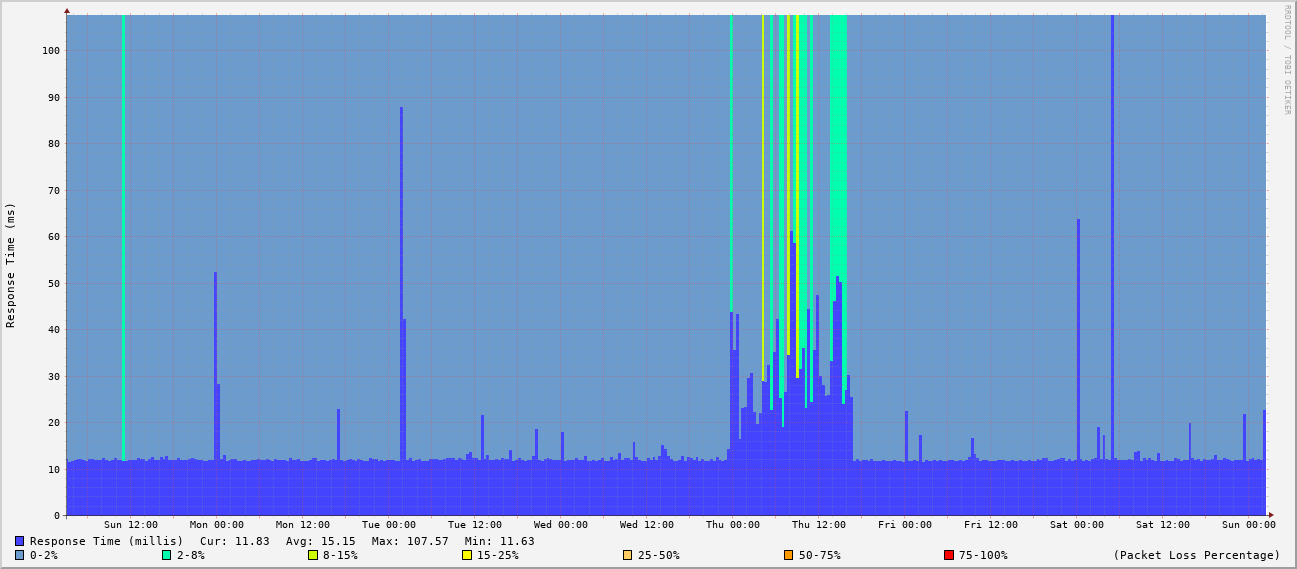 RRDTOOL / TOBI OETIKER
Response Time (ms)
100
90
80
70
60
50
40
30
20
10
0
Sun 12:00 Mon 00:00 Mon 12:00 Tue 00:00 Tue 12:00 Wed 00:00 Wed 12:00 Thu 00:00 Thu 12:00 Fri 00:00 Fri 12:00 Sat 00:00 Sat 12:00 Sun 00:00
Response Time (millis) Cur: 11.83 Avg: 15.15 Max: 107.57 Min: 11.63
0-2% 2-8% 8-15% 15-25% 25-50% 50-75% 75-100% (Packet Loss Percentage)